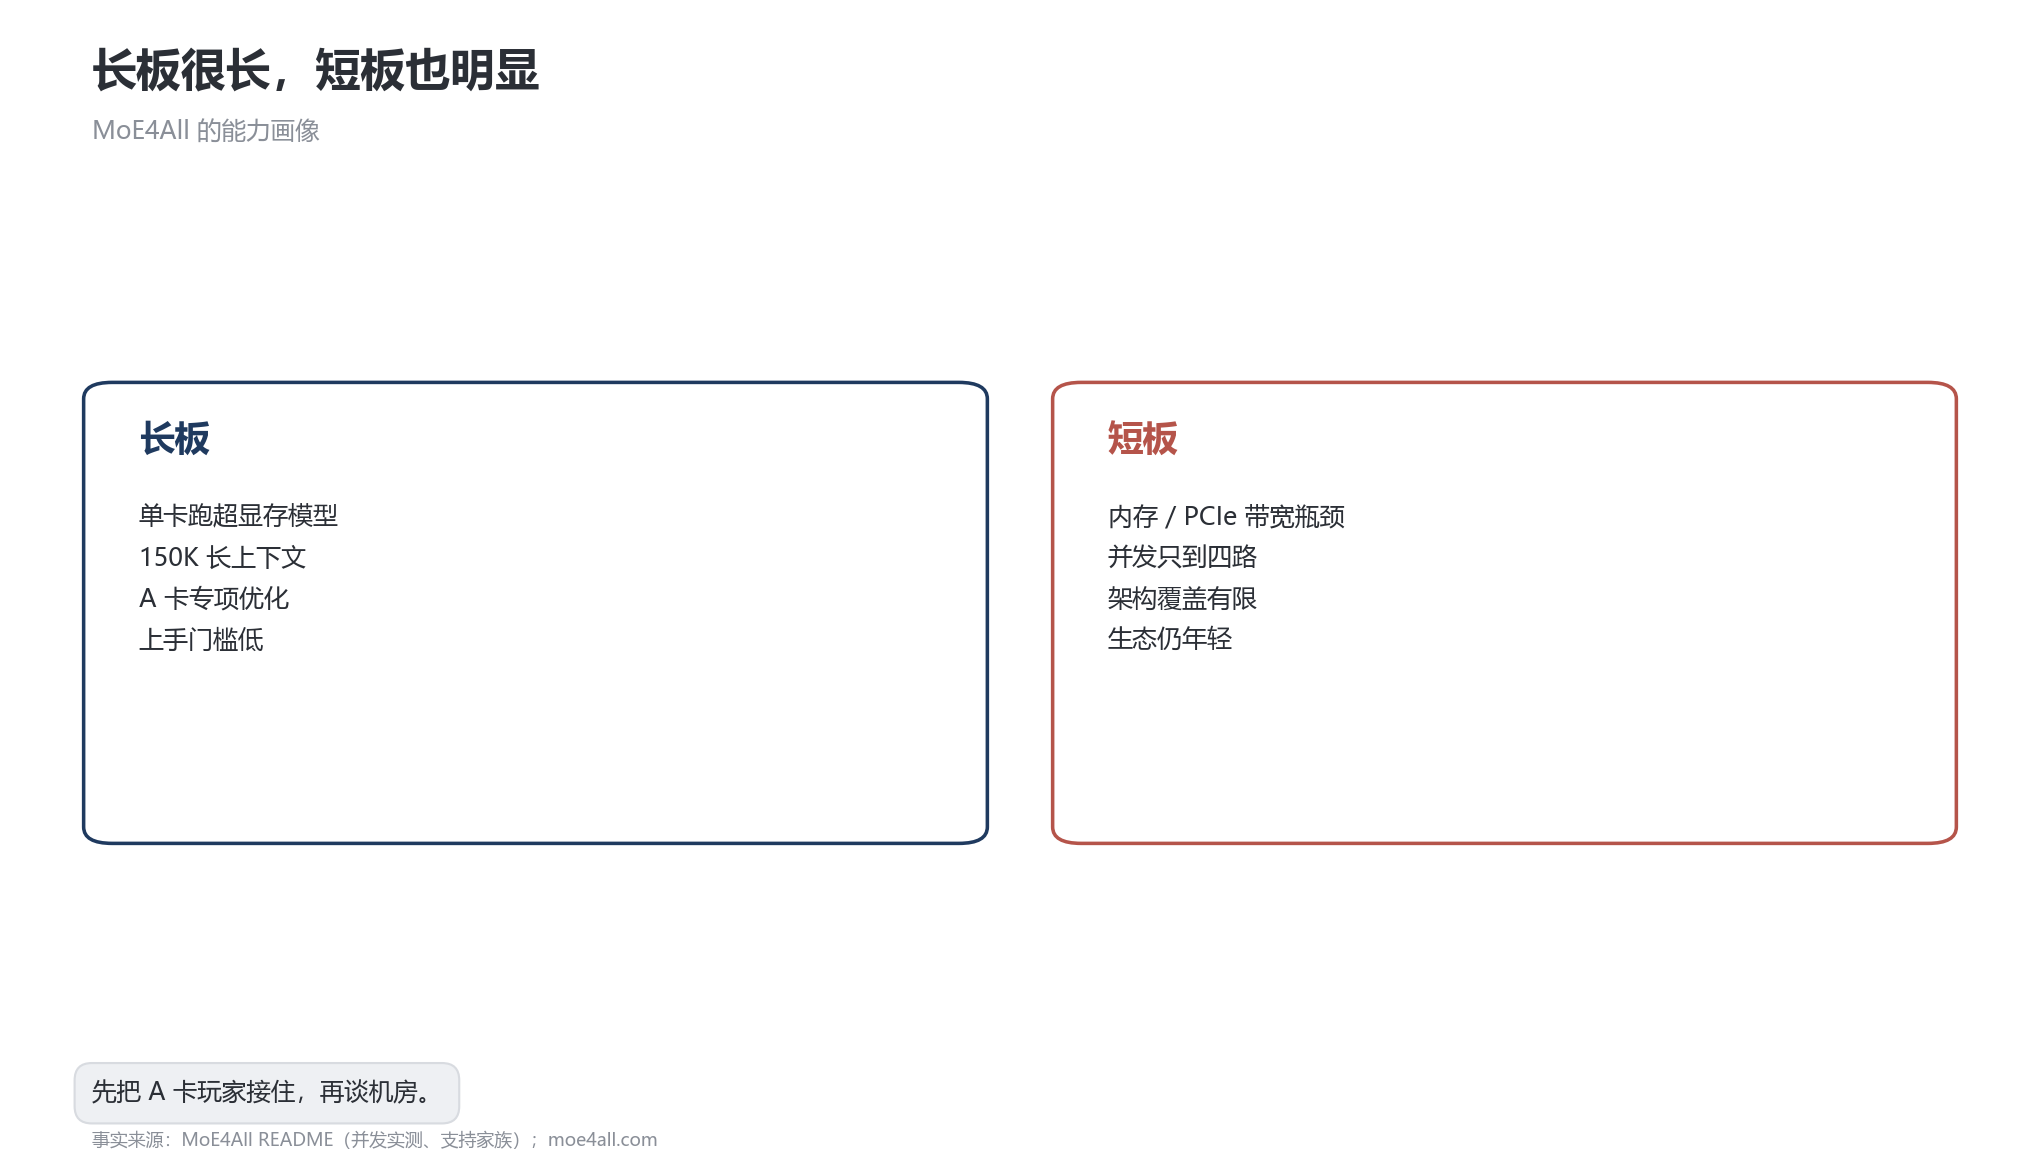 长板很长，短板也明显
MoE4All 的能力画像
长板
单卡跑超显存模型
150K 长上下文
A 卡专项优化
上手门槛低
短板
内存 / PCIe 带宽瓶颈
并发只到四路
架构覆盖有限
生态仍年轻
先把 A 卡玩家接住，再谈机房。
事实来源：MoE4All README（并发实测、支持家族）；moe4all.com